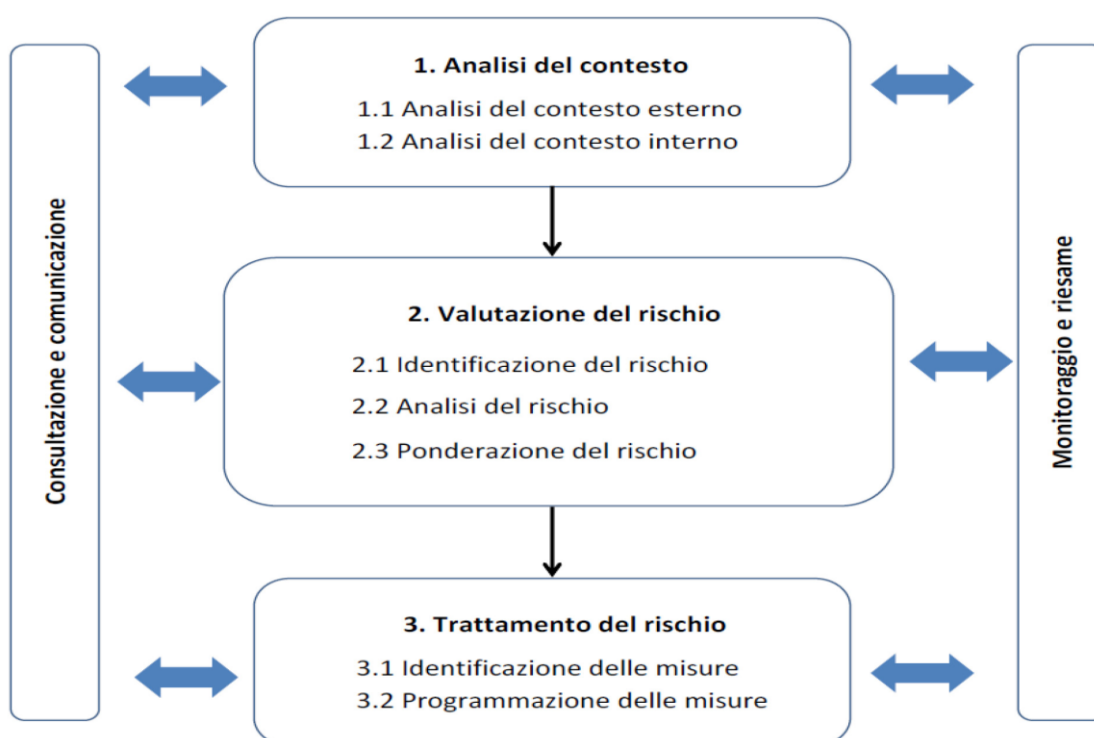 Consultazione e comunicazione
1. Analisi del contesto
1.1 Analisi del contesto esterno
1.2 Analisi del contesto interno
2. Valutazione del rischio
2.1 Identificazione del rischio
2.2 Analisi del rischio
2.3 Ponderazione del rischio
3. Trattamento del rischio
3.1 Identificazione delle misure
3.2 Programmazione delle misure
Monitoraggio e riesame